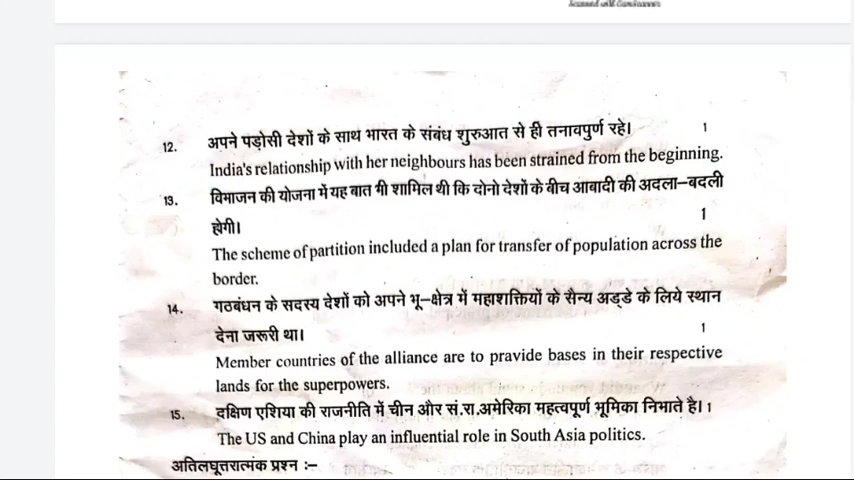 Scanned with CamScanner
12. अपने पड़ोसी देशों के साथ भारत के संबंध शुरुआत से ही तनावपुर्ण रहे। 1
India's relationship with her neighbours has been strained from the beginning.
13. विभाजन की योजना में यह बात भी शामिल थी कि दोनो देशों के बीच आबादी की अदला–बदली
होगी। 1
The scheme of partition included a plan for transfer of population across the
border.
14. गठबंधन के सदस्य देशों को अपने भू–क्षेत्र में महाशक्तियों के सैन्य अड्डे के लिये स्थान
देना जरूरी था। 1
Member countries of the alliance are to pravide bases in their respective
lands for the superpowers.
15. दक्षिण एशिया की राजनीति में चीन और सं.रा.अमेरिका महत्वपूर्ण भूमिका निभाते है। 1
The US and China play an influential role in South Asia politics.
अतिलघूत्तरात्मक प्रश्न :–